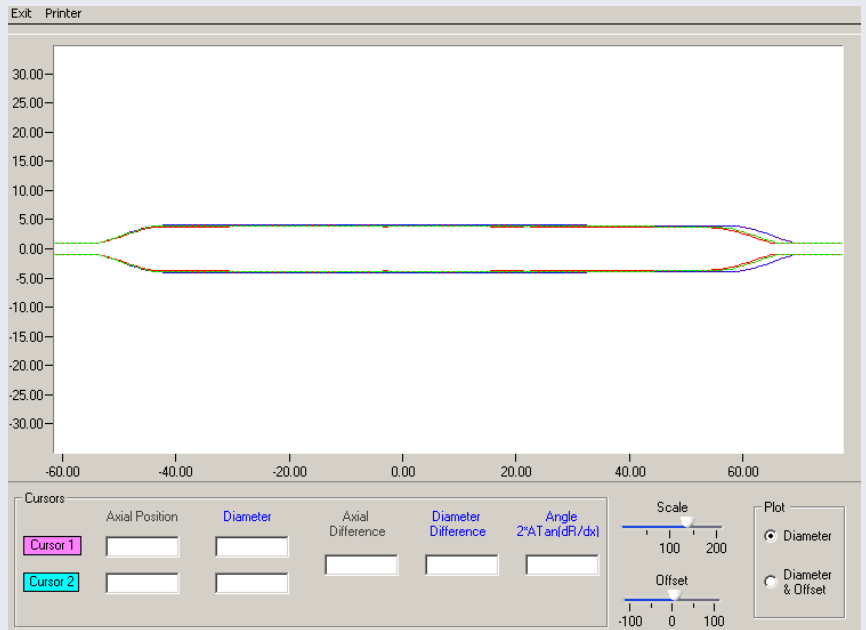 Exit Printer
30.00
25.00
20.00
15.00
10.00
5.00
0.00
-5.00
-10.00
-15.00
-20.00
-25.00
-30.00
-60.00 -40.00 -20.00 0.00 20.00 40.00 60.00
Cursors
Axial Position Diameter Axial Difference Diameter Difference Angle 2*ATan(dR/dx)
Cursor 1
Cursor 2
Scale
100 200
Offset
-100 0 100
Plot
Diameter
Diameter
& Offset